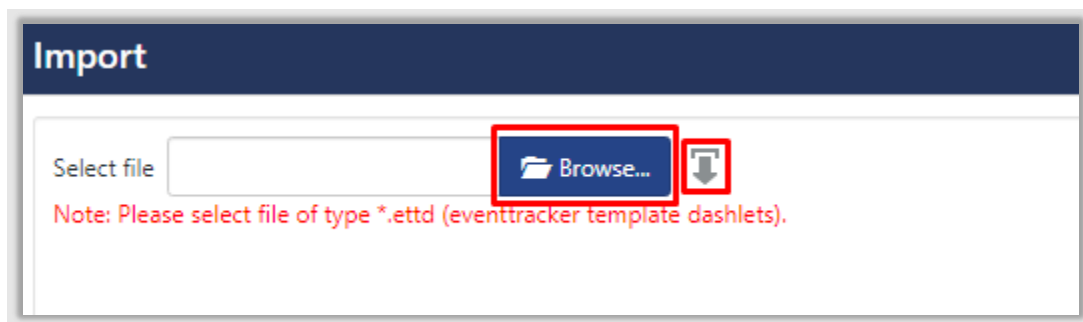 Import
Select file Browse...
Note: Please select file of type *.ettd (eventtracker template dashlets).